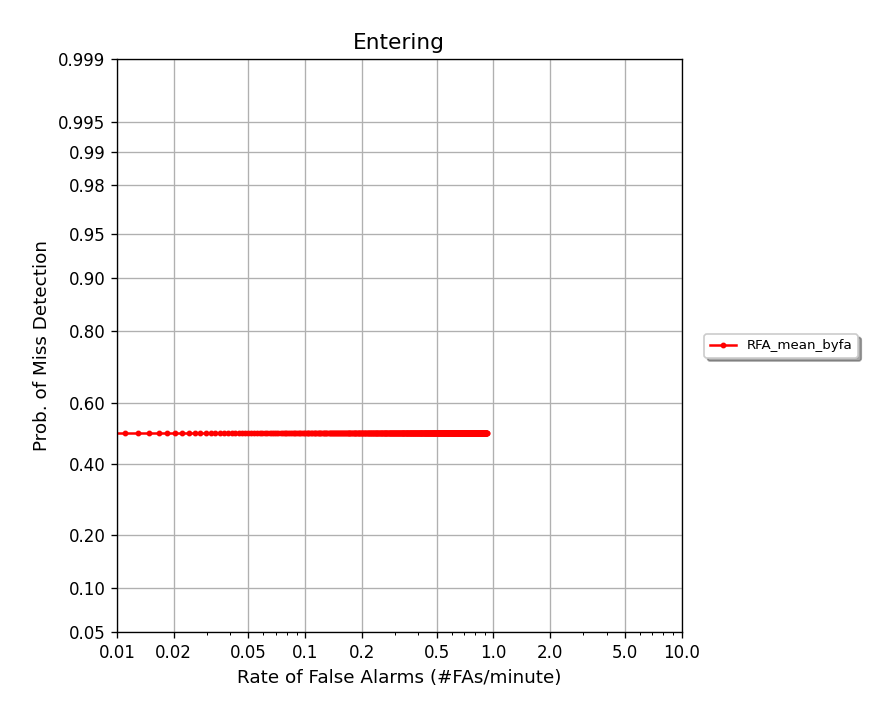 Entering
0.999
0.995
0.99
0.98
0.95
0.90
0.80
0.60
0.40
0.20
0.10
0.05
Prob. of Miss Detection
0.01 0.02 0.05 0.1 0.2 0.5 1.0 2.0 5.0 10.0
Rate of False Alarms (#FAs/minute)
RFA_mean_byfa